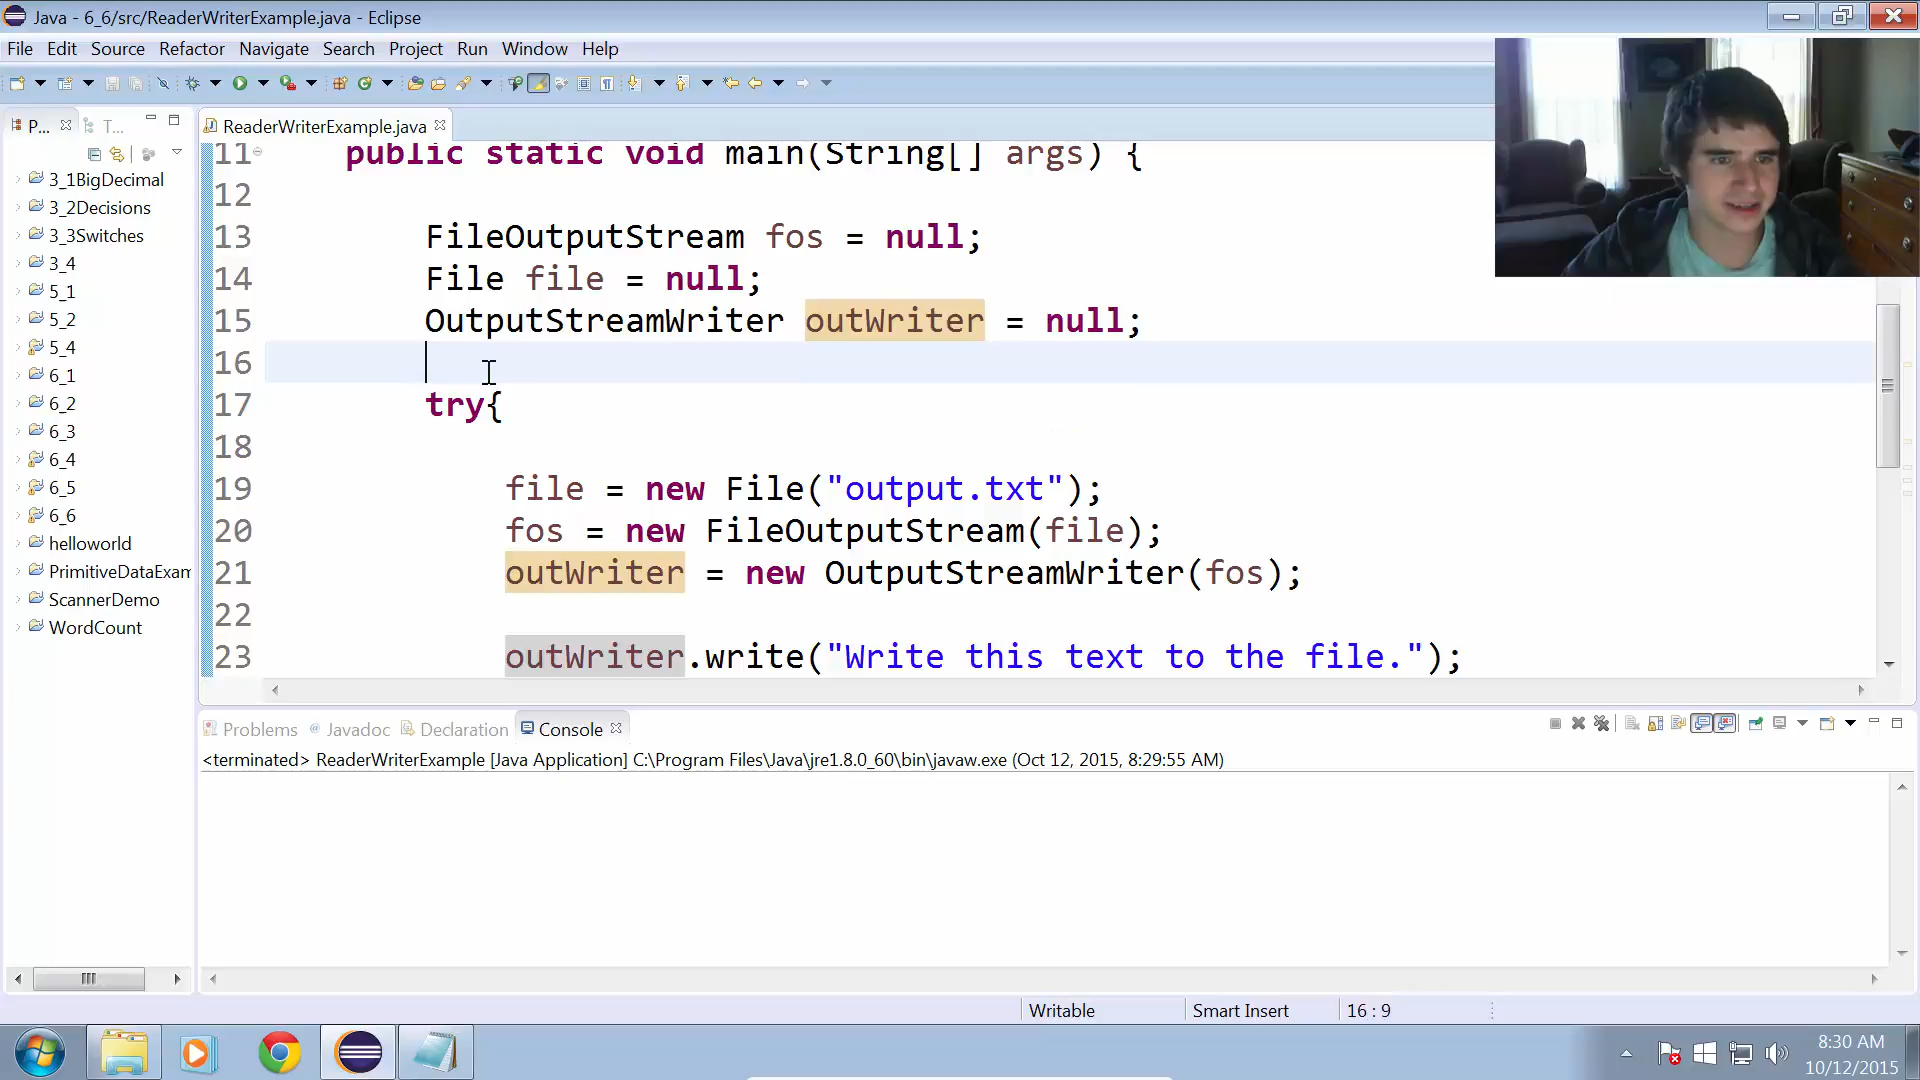 Java - 6_6/src/ReaderWriterExample.java - Eclipse
File Edit Source Refactor Navigate Search Project Run Window Help
P... T...
ReaderWriterExample.java
3_1BigDecimal
3_2Decisions
3_3Switches
3_4
5_1
5_2
5_4
6_1
6_2
6_3
6_4
6_5
6_6
helloworld
PrimitiveDataExam
ScannerDemo
WordCount
11 public static void main(String[] args) {
12
13 FileOutputStream fos = null;
14 File file = null;
15 OutputStreamWriter outWriter = null;
16
17 try{
18
19 file = new File("output.txt");
20 fos = new FileOutputStream(file);
21 outWriter = new OutputStreamWriter(fos);
22
23 outWriter.write("Write this text to the file.");
Problems Javadoc Declaration Console
<terminated> ReaderWriterExample [Java Application] C:\Program Files\Java\jre1.8.0_60\bin\javaw.exe (Oct 12, 2015, 8:29:55 AM)
Writable Smart Insert 16 : 9
8:30 AM
10/12/2015